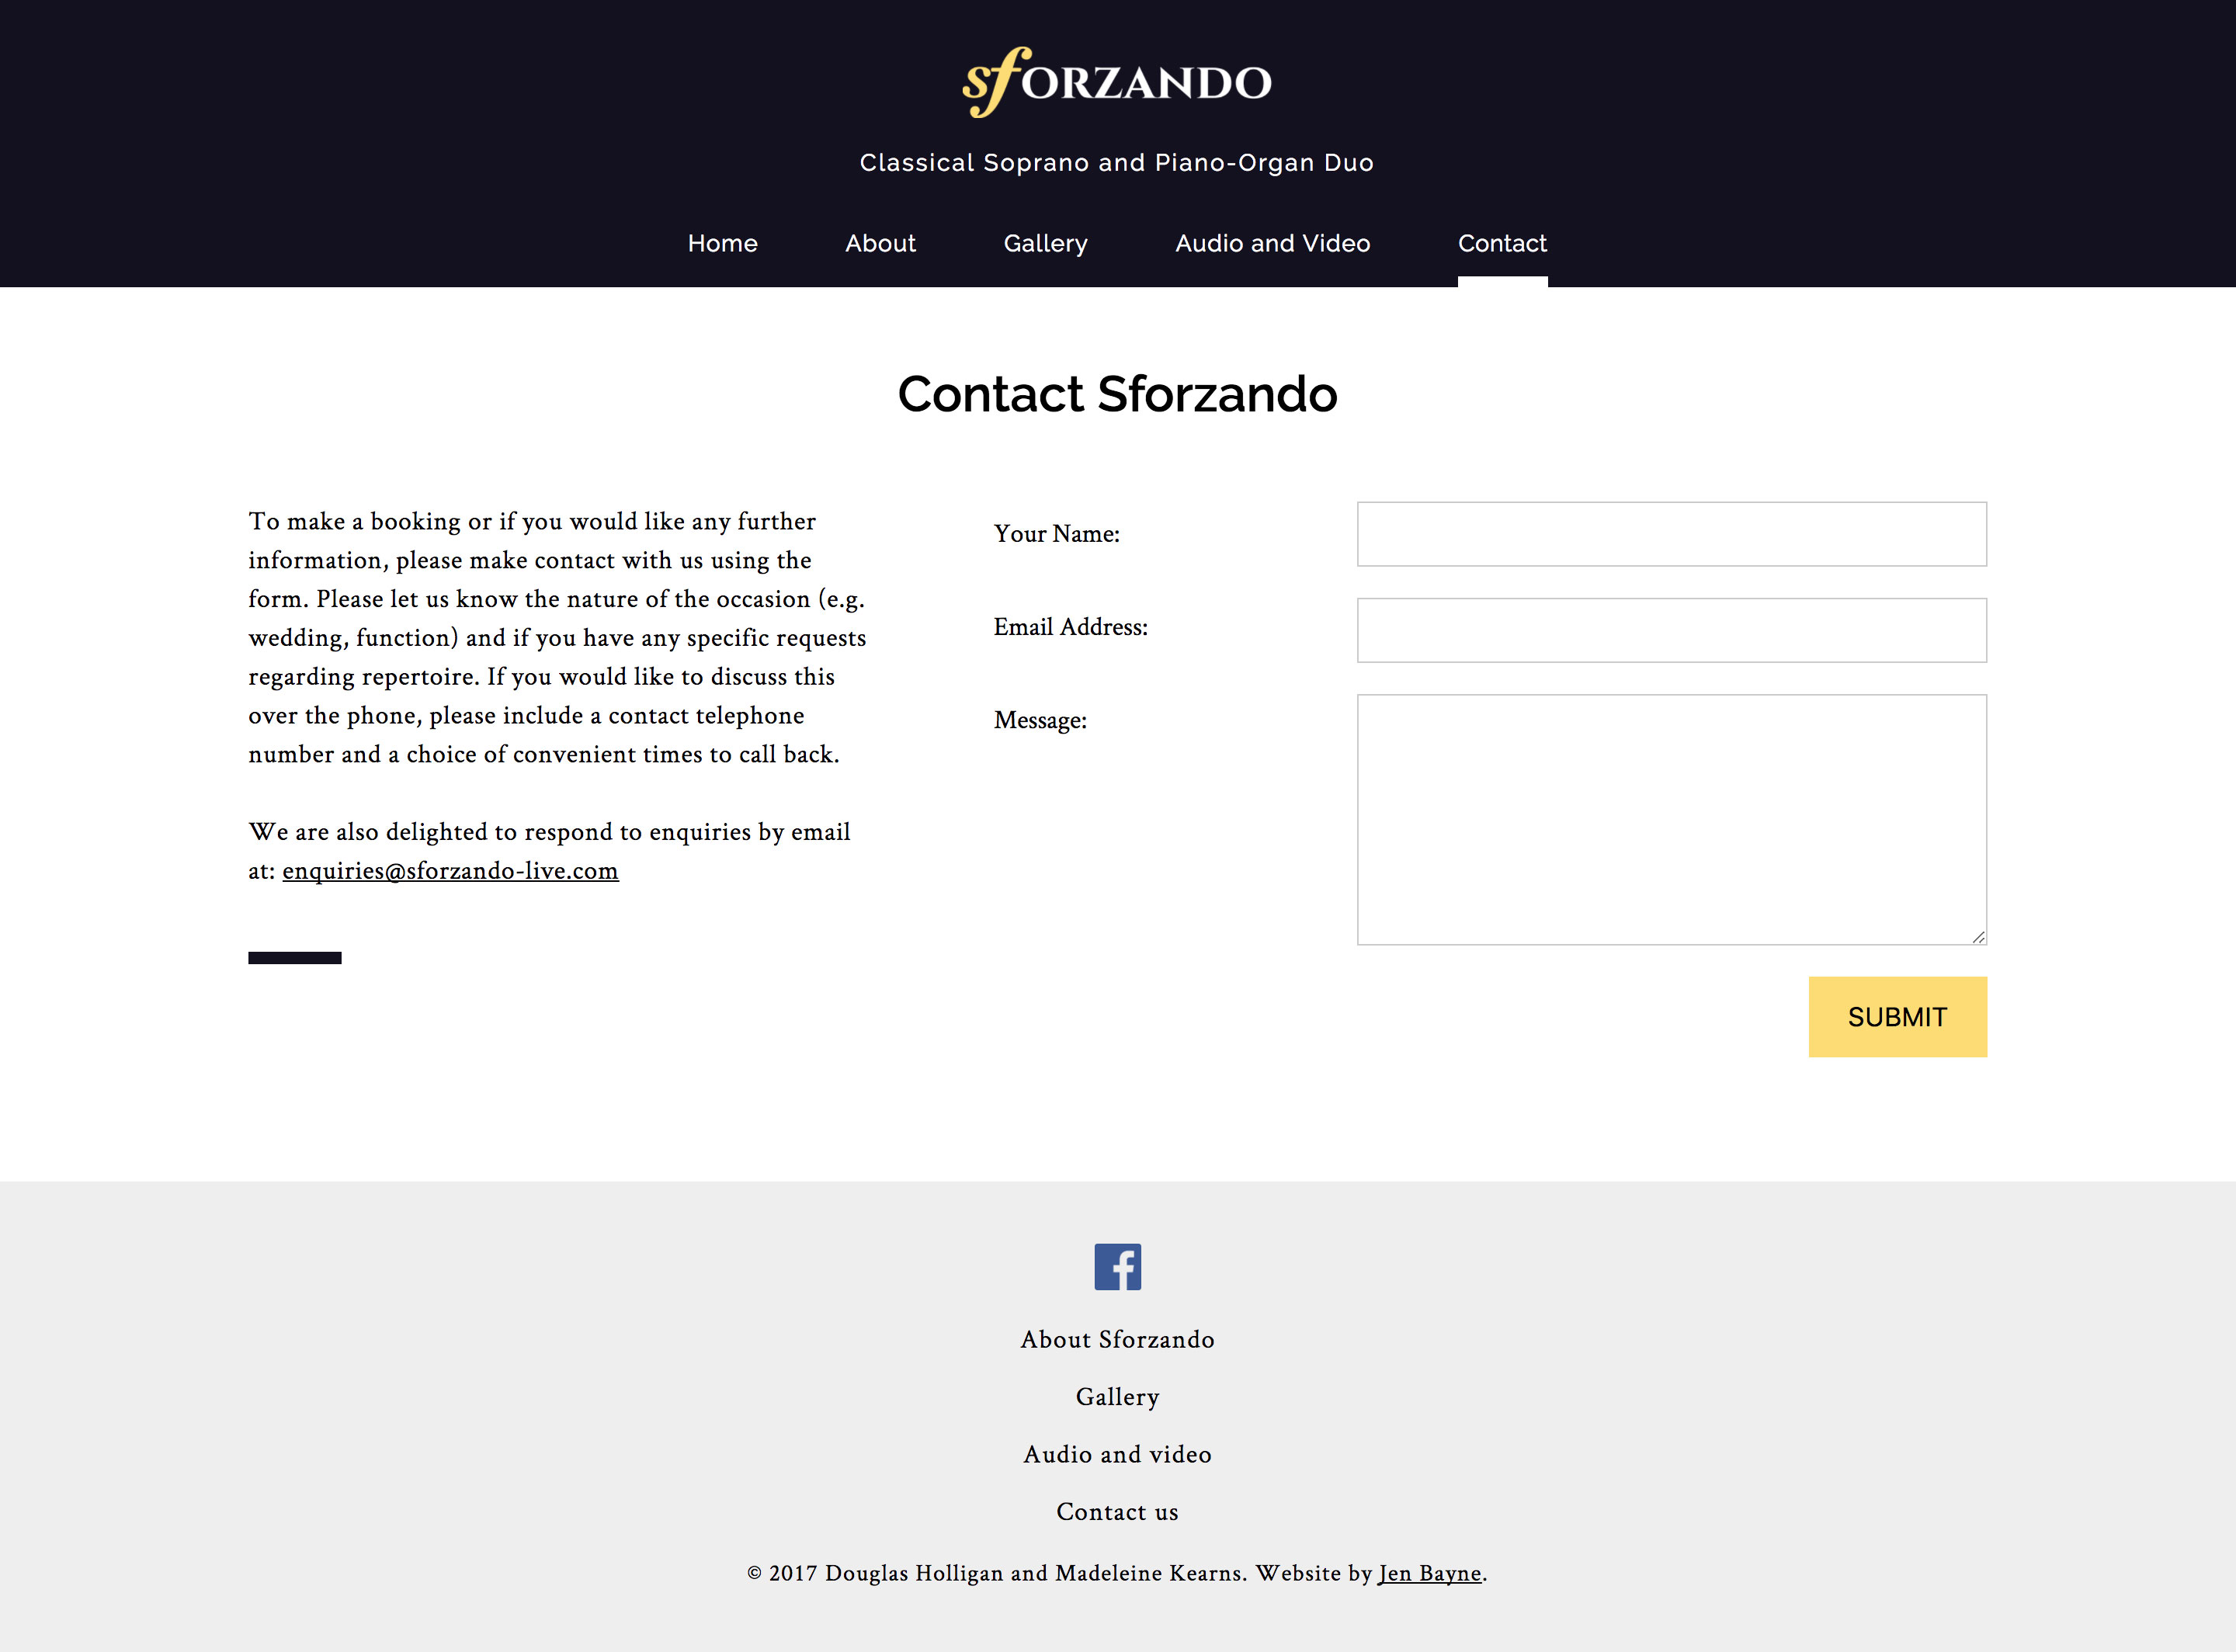 sfORZANDO
Classical Soprano and Piano-Organ Duo
Home About Gallery Audio and Video Contact
Contact Sforzando
To make a booking or if you would like any further
information, please make contact with us using the
form. Please let us know the nature of the occasion (e.g.
wedding, function) and if you have any specific requests
regarding repertoire. If you would like to discuss this
over the phone, please include a contact telephone
number and a choice of convenient times to call back.
We are also delighted to respond to enquiries by email
at: enquiries@sforzando-live.com
Your Name:
Email Address:
Message:
SUBMIT
f
About Sforzando
Gallery
Audio and video
Contact us
© 2017 Douglas Holligan and Madeleine Kearns. Website by Jen Bayne.